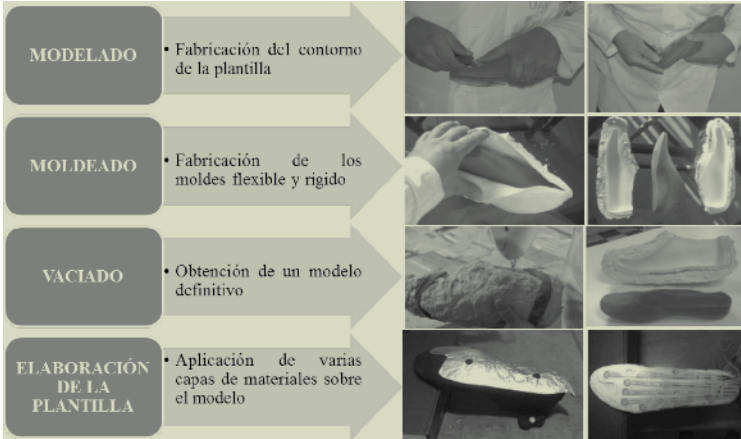 MODELADO
• Fabricación del contorno
de la plantilla
MOLDEADO
• Fabricación de los
moldes flexible y rígido
VACIADO
• Obtención de un modelo
definitivo
ELABORACIÓN
DE LA
PLANTILLA
• Aplicación de varias
capas de materiales sobre
el modelo